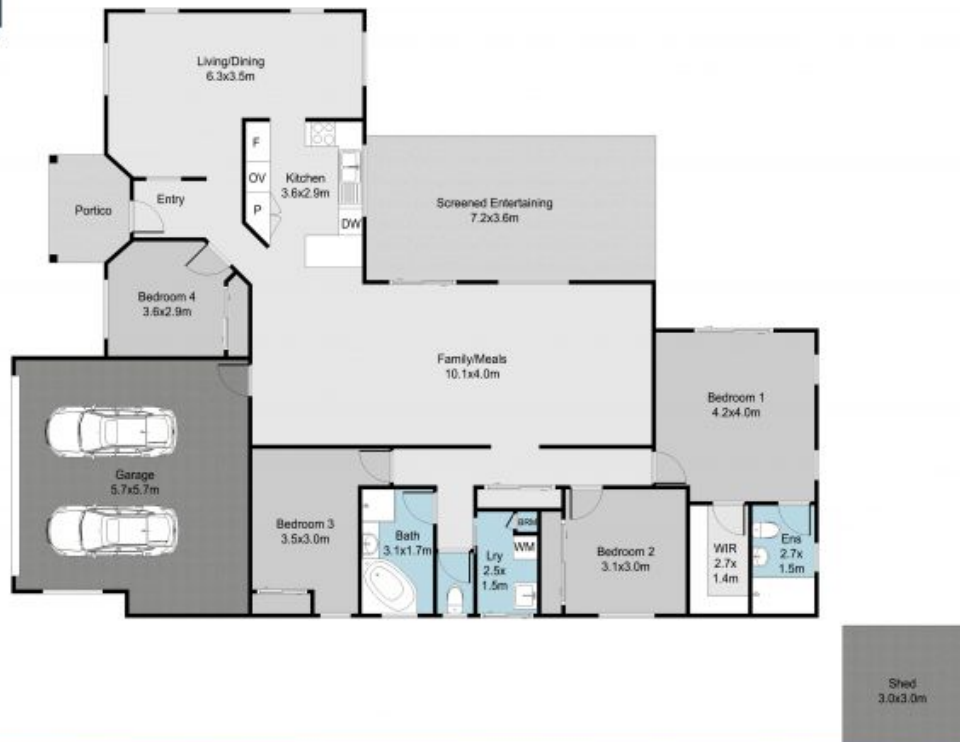 Living/Dining
6.3x3.5m
F
OV
P
Kitchen
3.6x2.9m
DW
Entry
Portico
Screened Entertaining
7.2x3.6m
Bedroom 4
3.6x2.9m
Family/Meals
10.1x4.0m
Bedroom 1
4.2x4.0m
Garage
5.7x5.7m
Bedroom 3
3.5x3.0m
Bath
3.1x1.7m
BRM
WM
Lry
2.5x
1.5m
Bedroom 2
3.1x3.0m
WIR
2.7x
1.4m
Ens
2.7x
1.5m
Shed
3.0x3.0m